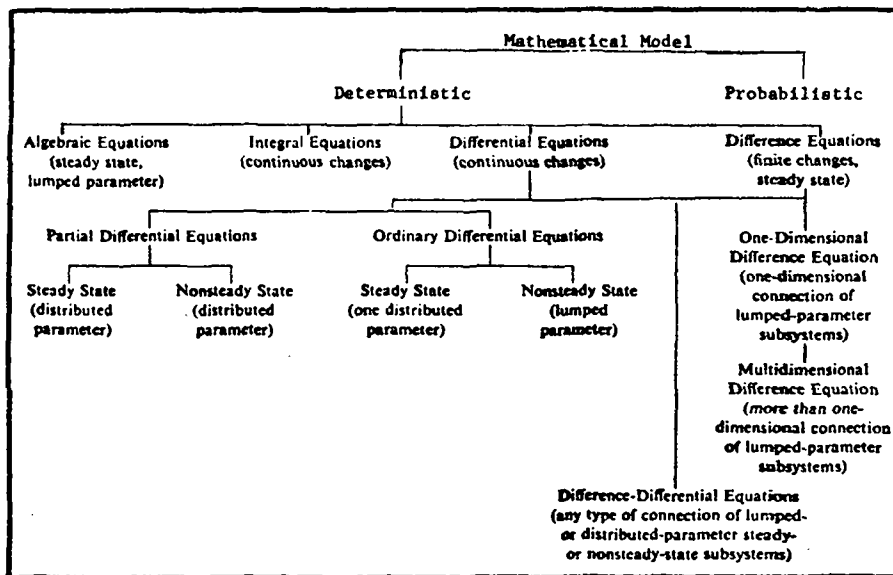 Mathematical Model
Deterministic
Probabilistic
Algebraic Equations
(steady state,
lumped parameter)
Integral Equations
(continuous changes)
Differential Equations
(continuous changes)
Difference Equations
(finite changes,
steady state)
Partial Differential Equations
Ordinary Differential Equations
Steady State
(distributed
parameter)
Nonsteady State
(distributed
parameter)
Steady State
(one distributed
parameter)
Nonsteady State
(lumped
parameter)
One-Dimensional
Difference Equation
(one-dimensional
connection of
lumped-parameter
subsystems)
Multidimensional
Difference Equation
(more than one-
dimensional connection
of lumped-parameter
subsystems)
Difference-Differential Equations
(any type of connection of lumped-
or distributed-parameter steady-
or nonsteady-state subsystems)